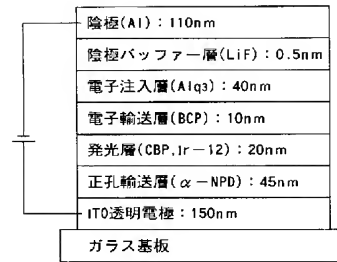 陰極(Al):110nm
陰極バッファー層(LiF):0.5nm
電子注入層(Alq3):40nm
電子輸送層(BCP):10nm
発光層(CBP,Ir-12):20nm
正孔輸送層(α-NPD):45nm
ITO透明電極:150nm
ガラス基板